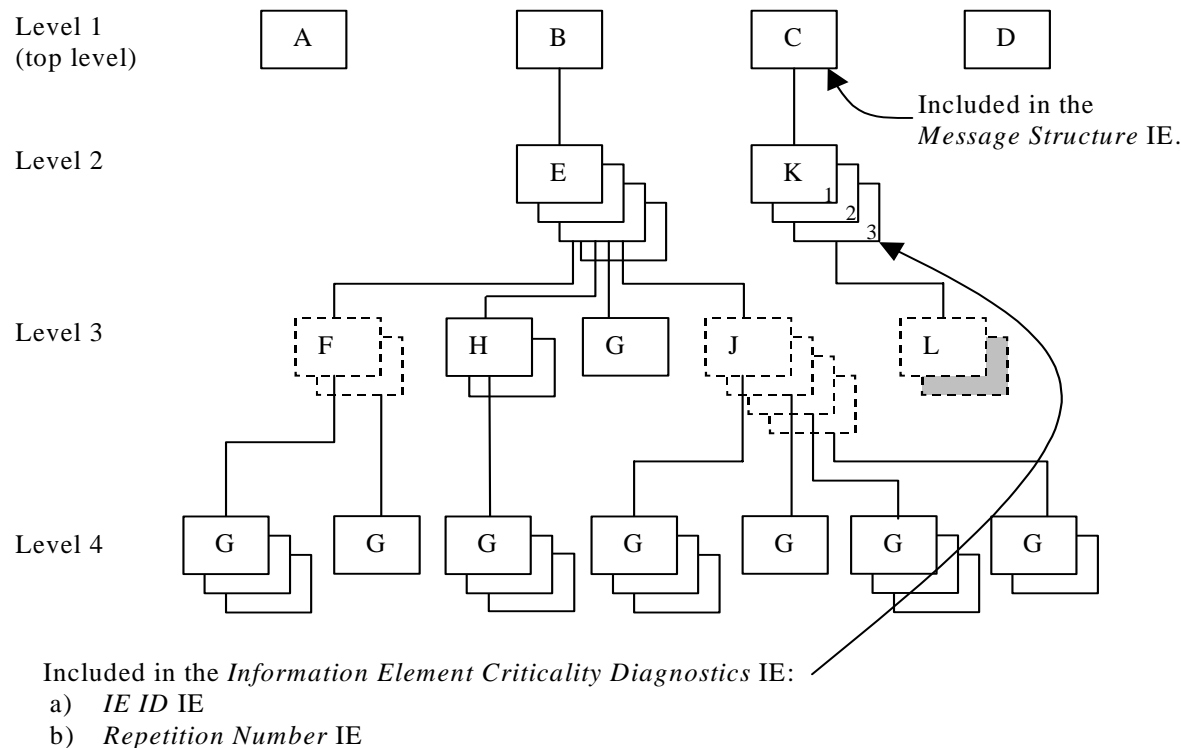 Level 1
(top level)
A B C D
Included in the
Message Structure IE.
Level 2
E K
1
2
3
Level 3
F H G J L
Level 4
G G G G G G G
Included in the Information Element Criticality Diagnostics IE:
a) IE ID IE
b) Repetition Number IE